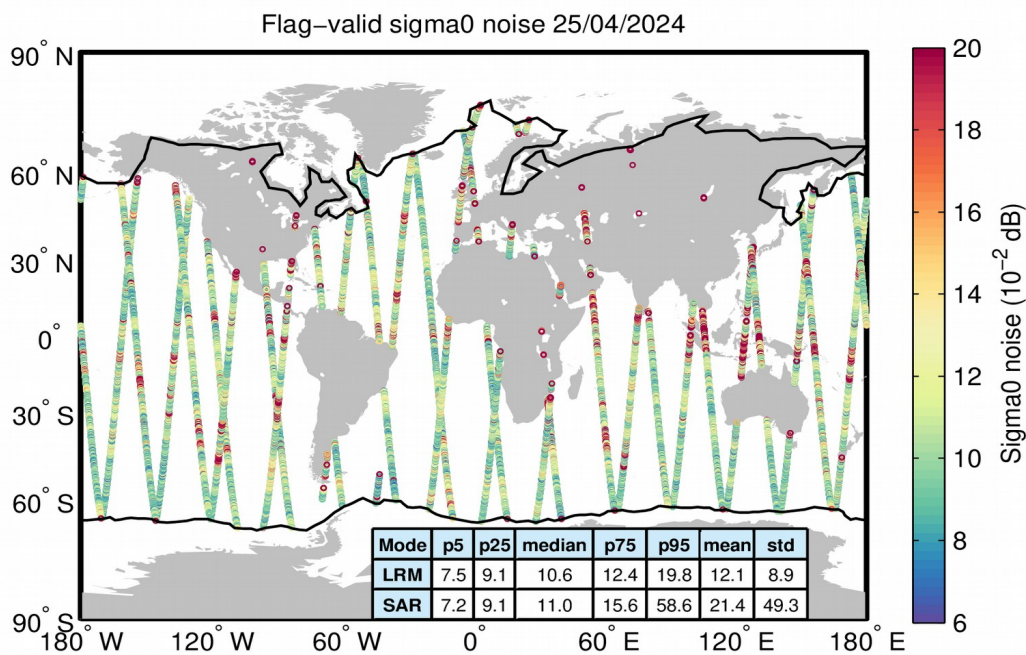 Flag−valid sigma0 noise 25/04/2024
90° N
60° N
30° N
0°
30° S
60° S
90° S
180° W
120° W
60° W
0°
60° E
120° E
180° E
20
18
16
14
12
10
8
6
Sigma0 noise (10⁻² dB)
Mode p5 p25 median p75 p95 mean std
LRM 7.5 9.1 10.6 12.4 19.8 12.1 8.9
SAR 7.2 9.1 11.0 15.6 58.6 21.4 49.3